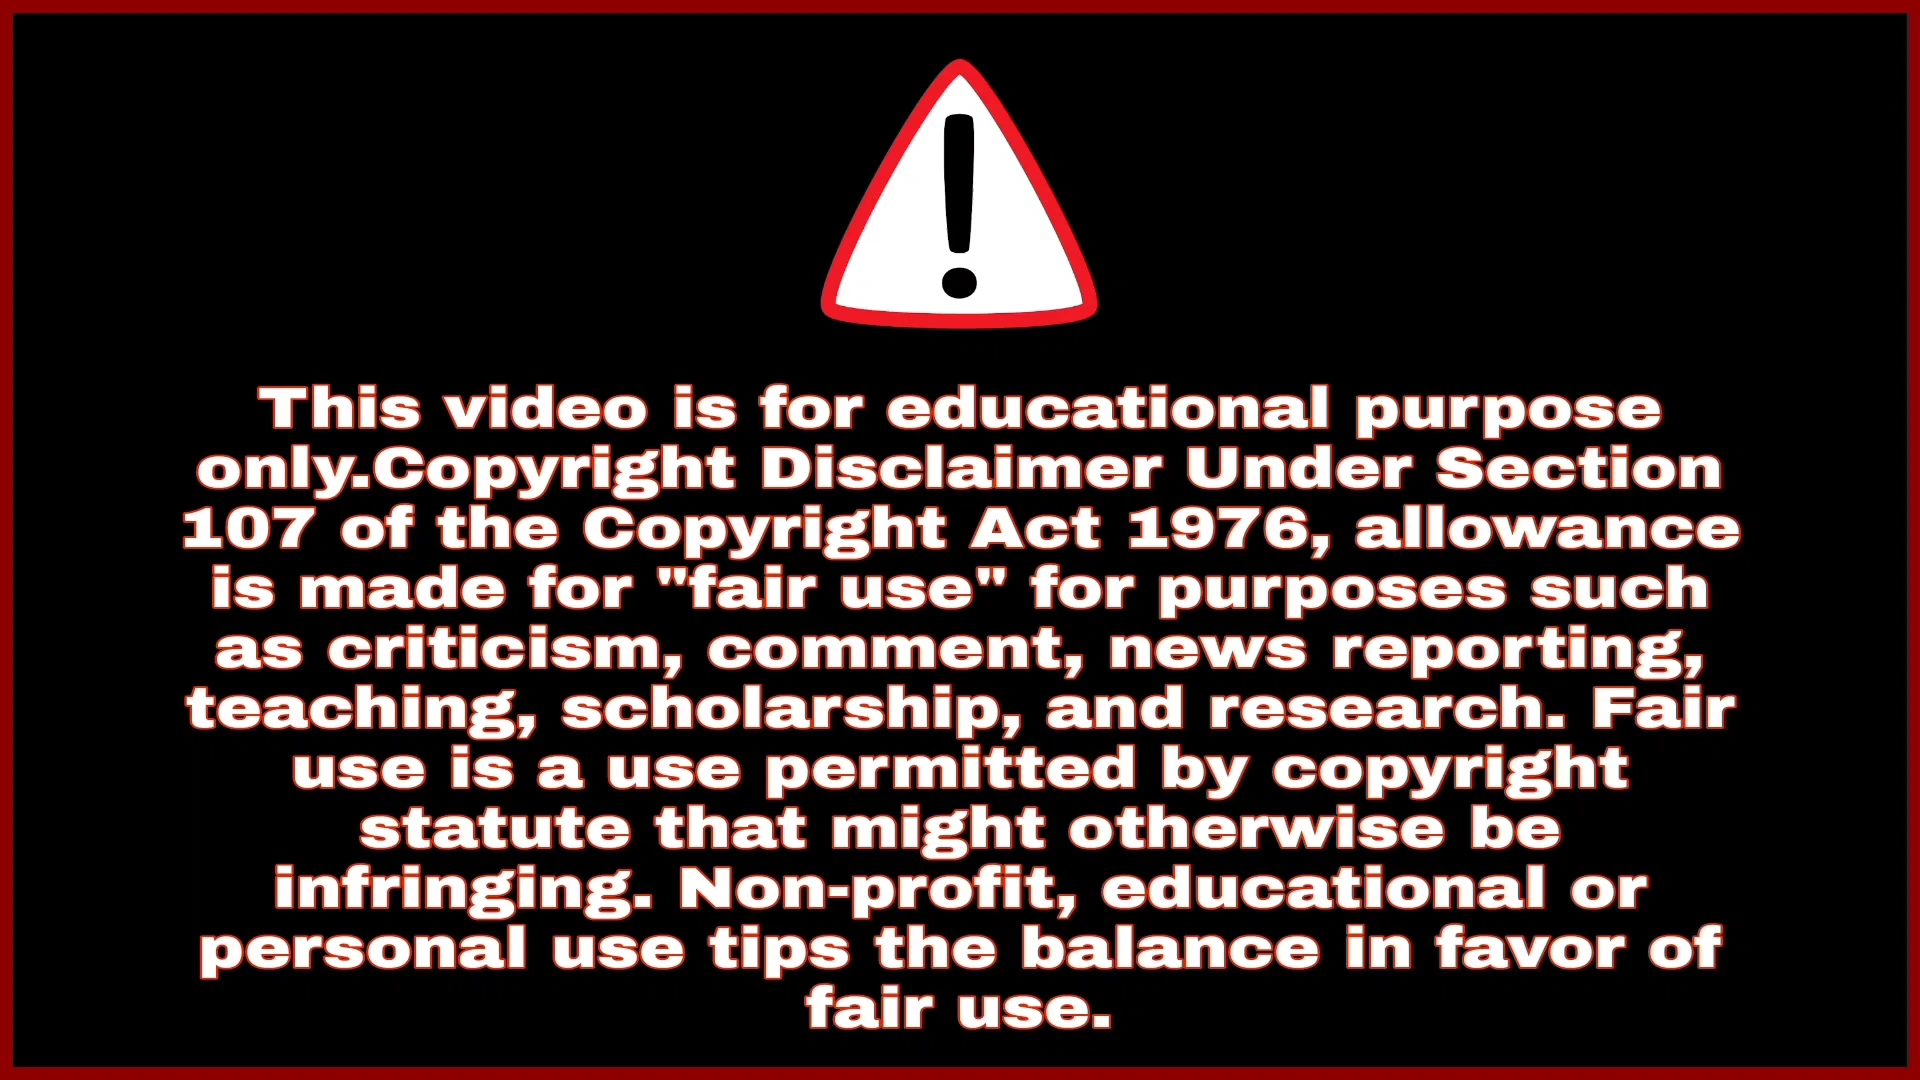 This video is for educational purpose
only.Copyright Disclaimer Under Section
107 of the Copyright Act 1976, allowance
is made for "fair use" for purposes such
as criticism, comment, news reporting,
teaching, scholarship, and research. Fair
use is a use permitted by copyright
statute that might otherwise be
infringing. Non-profit, educational or
personal use tips the balance in favor of
fair use.